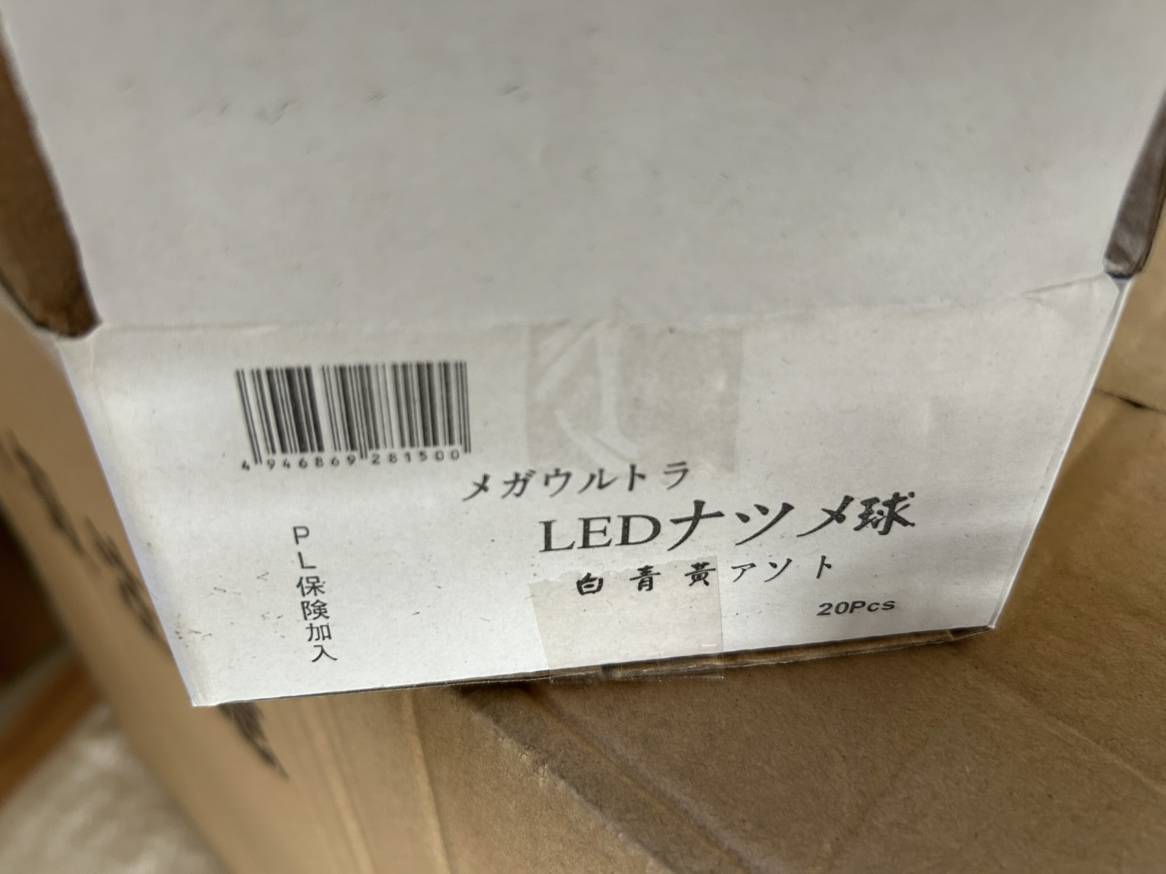 4946869281500
メガウルトラ
LEDナツメ球
白 青 黄アソト
20Pcs
PL保険加入